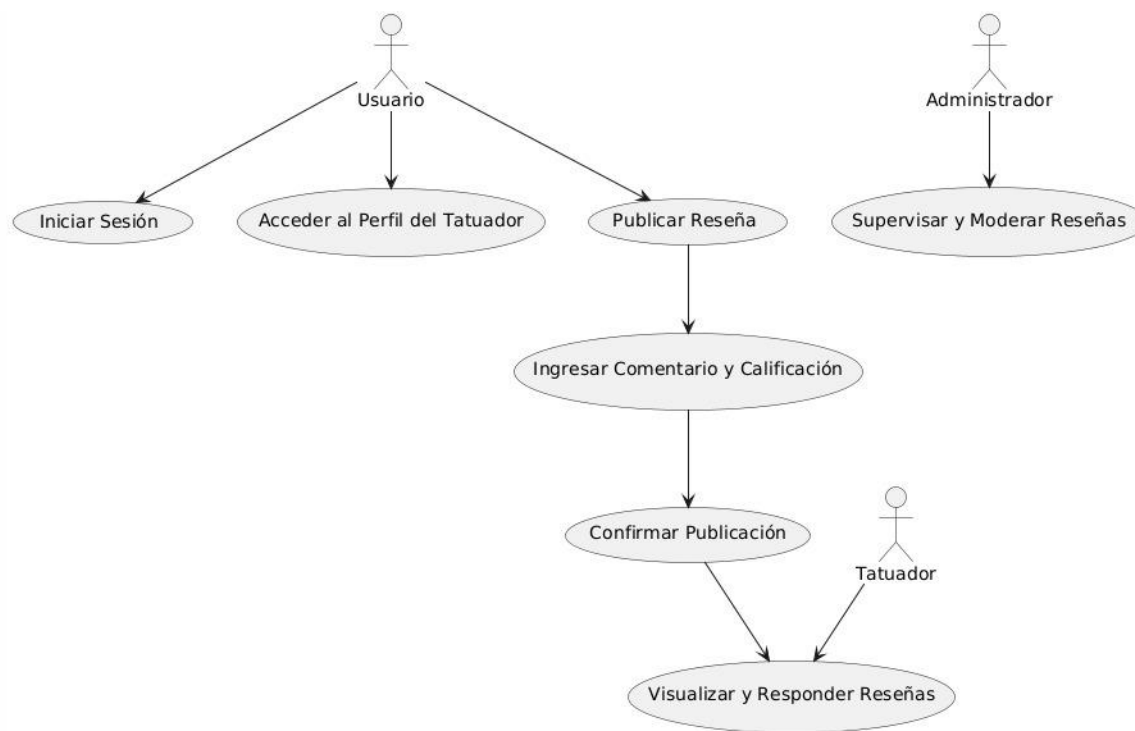 Usuario
Administrador
Iniciar Sesión
Acceder al Perfil del Tatuador
Publicar Reseña
Supervisar y Moderar Reseñas
Ingresar Comentario y Calificación
Confirmar Publicación
Tatuador
Visualizar y Responder Reseñas